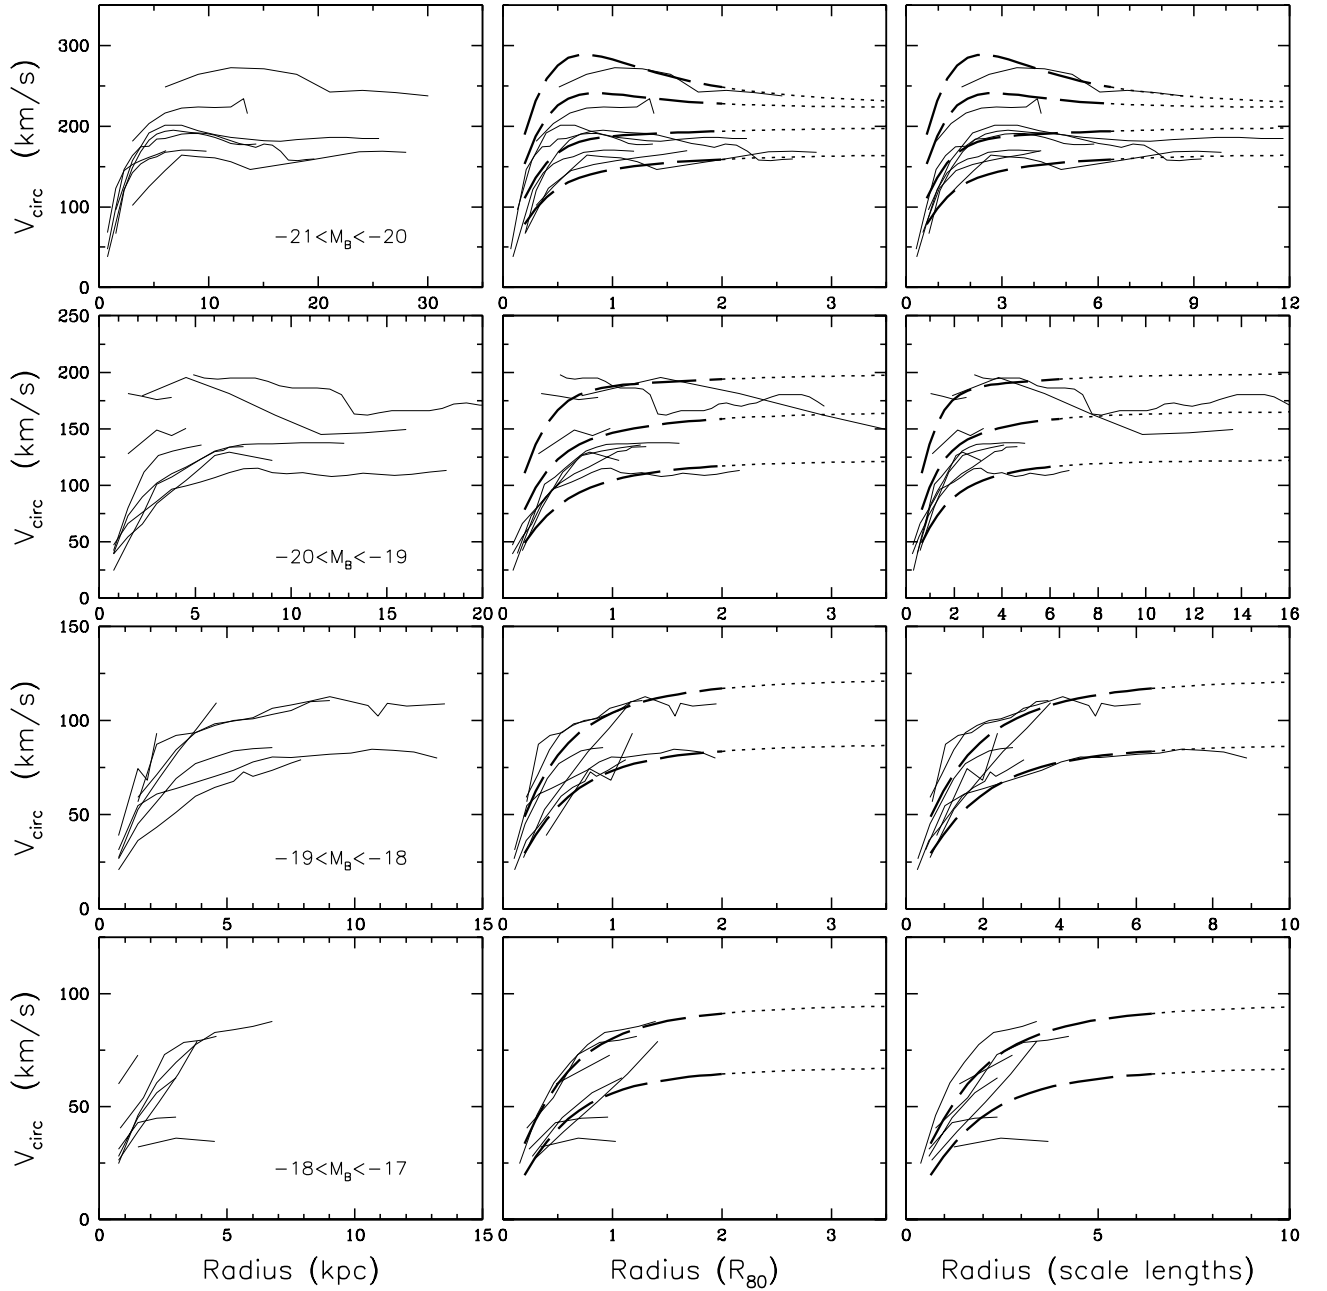 300
200
100
0
V_circ (km/s)
−21<M_B<−20
0 10 20 30
0 1 2 3
0 3 6 9 12
250
200
150
100
50
0
V_circ (km/s)
−20<M_B<−19
0 5 10 15 20
0 1 2 3
0 2 4 6 8 10 12 14 16
150
100
50
0
V_circ (km/s)
−19<M_B<−18
0 5 10 15
0 1 2 3
0 2 4 6 8 10
100
50
0
V_circ (km/s)
−18<M_B<−17
0 5 10 15
0 1 2 3
0 5 10
Radius (kpc)
Radius (R_80)
Radius (scale lengths)